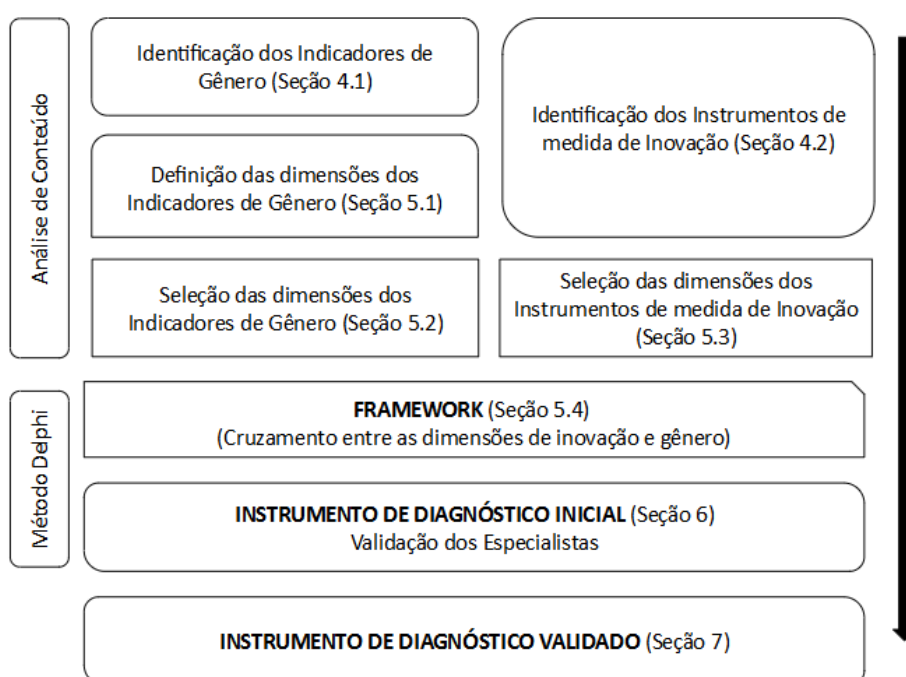 Análise de Conteúdo
Identificação dos Indicadores de
Gênero (Seção 4.1)
Identificação dos Instrumentos de
medida de Inovação (Seção 4.2)
Definição das dimensões dos
Indicadores de Gênero (Seção 5.1)
Seleção das dimensões dos
Indicadores de Gênero (Seção 5.2)
Seleção das dimensões dos
Instrumentos de medida de Inovação
(Seção 5.3)
Método Delphi
FRAMEWORK (Seção 5.4)
(Cruzamento entre as dimensões de inovação e gênero)
INSTRUMENTO DE DIAGNÓSTICO INICIAL (Seção 6)
Validação dos Especialistas
INSTRUMENTO DE DIAGNÓSTICO VALIDADO (Seção 7)